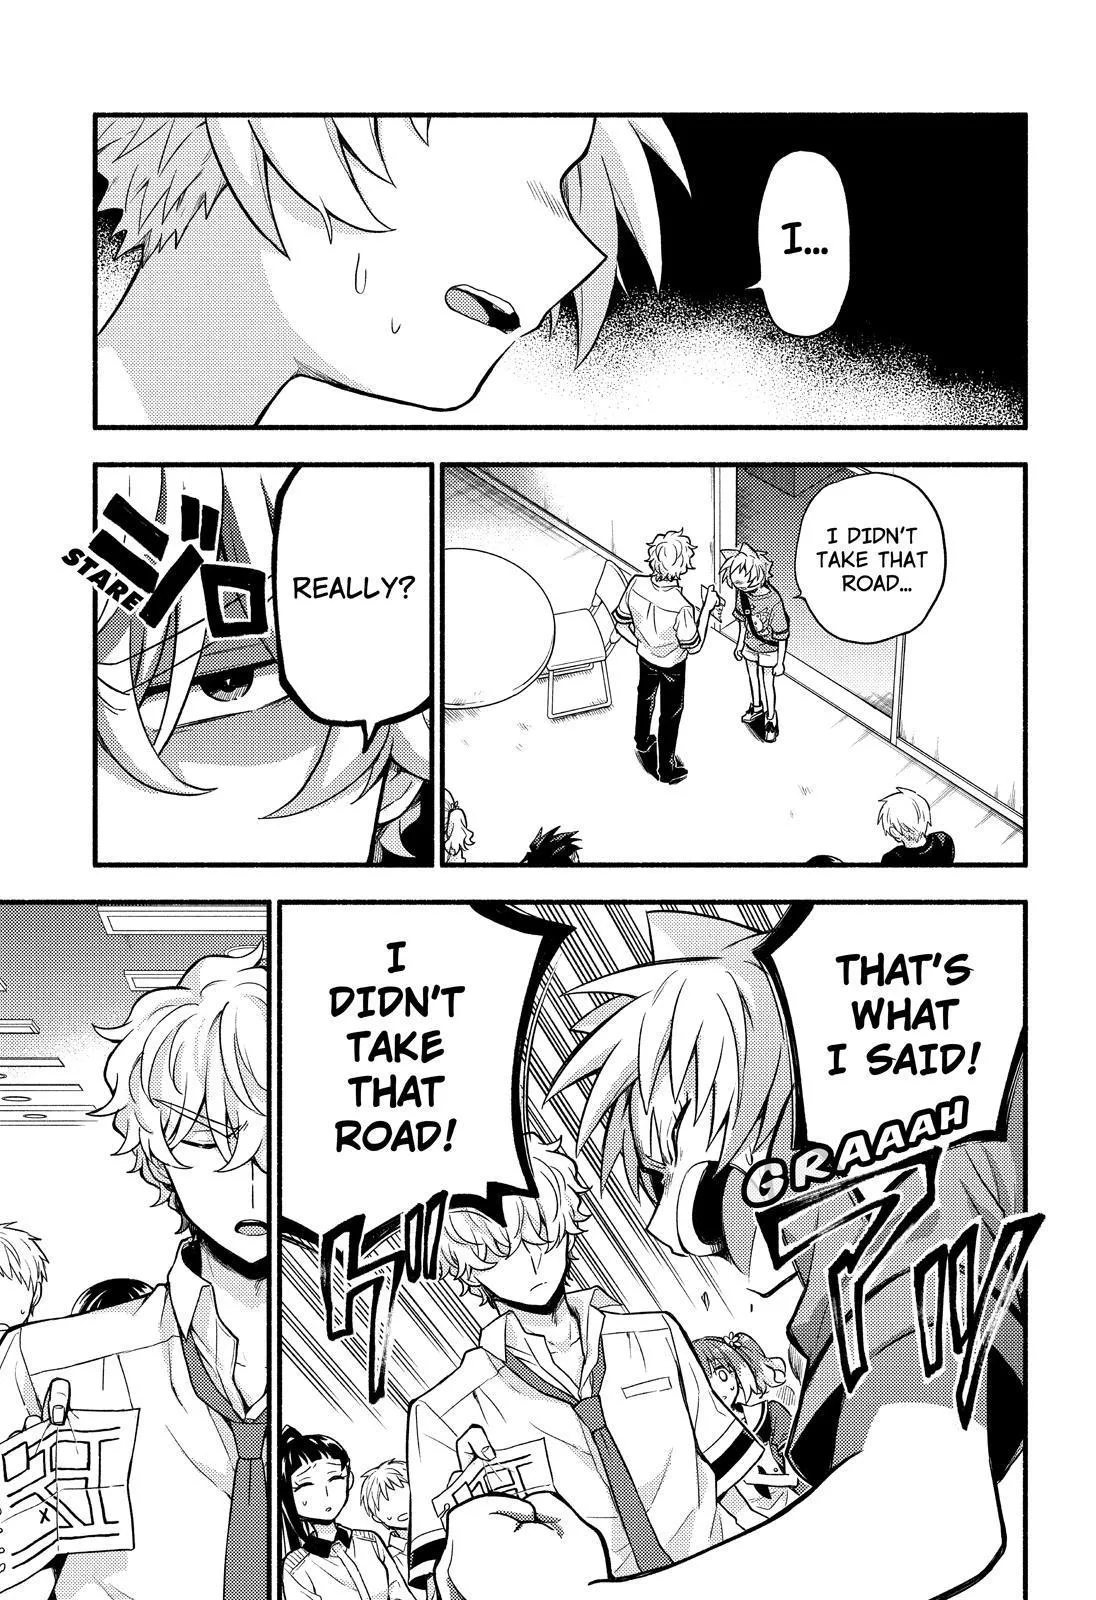 I...
I DIDN'T
TAKE THAT
ROAD...
REALLY?
ジロ
STARE
THAT'S
WHAT
I SAID!
GRAAAH
I
DIDN'T
TAKE
THAT
ROAD!
X